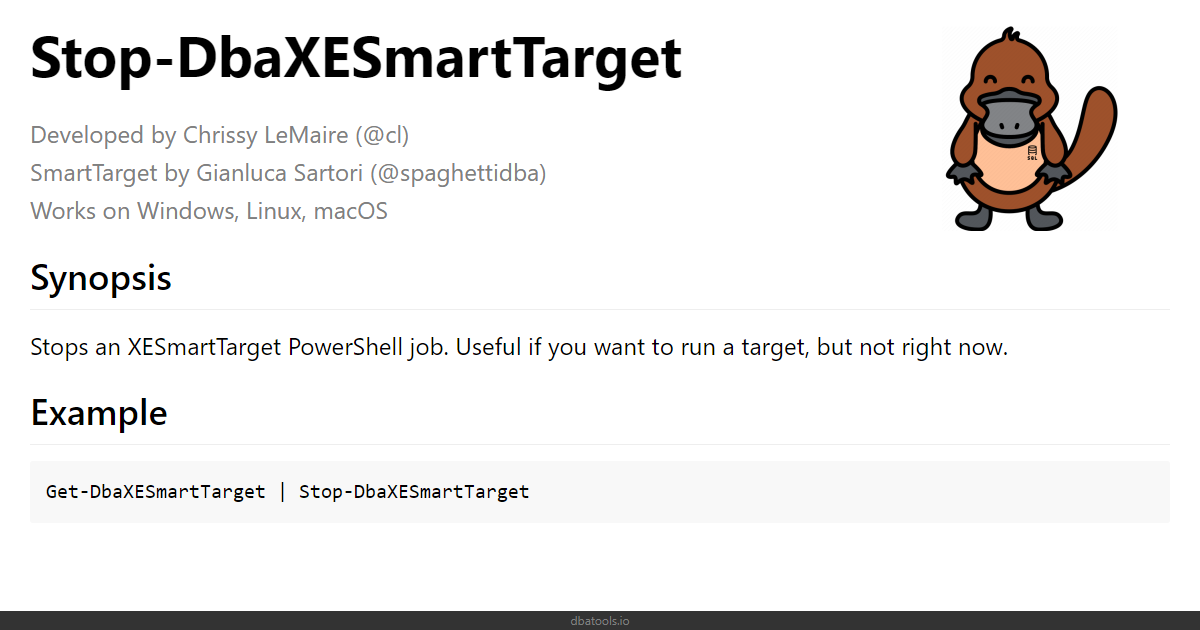 Stop-DbaXESmartTarget
Developed by Chrissy LeMaire (@cl)
SmartTarget by Gianluca Sartori (@spaghettidba)
Works on Windows, Linux, macOS
SQL
Synopsis
Stops an XESmartTarget PowerShell job. Useful if you want to run a target, but not right now.
Example
Get-DbaXESmartTarget | Stop-DbaXESmartTarget
dbatools.io